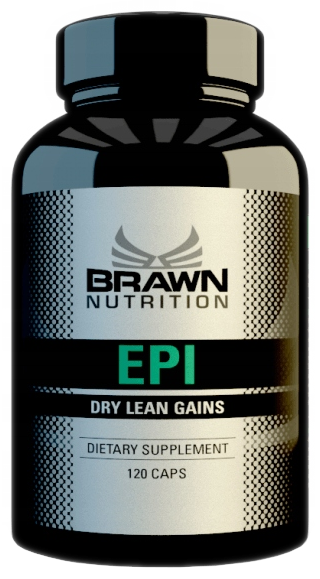 BRAWN
NUTRITION
EPI
DRY LEAN GAINS
DIETARY SUPPLEMENT
120 CAPS